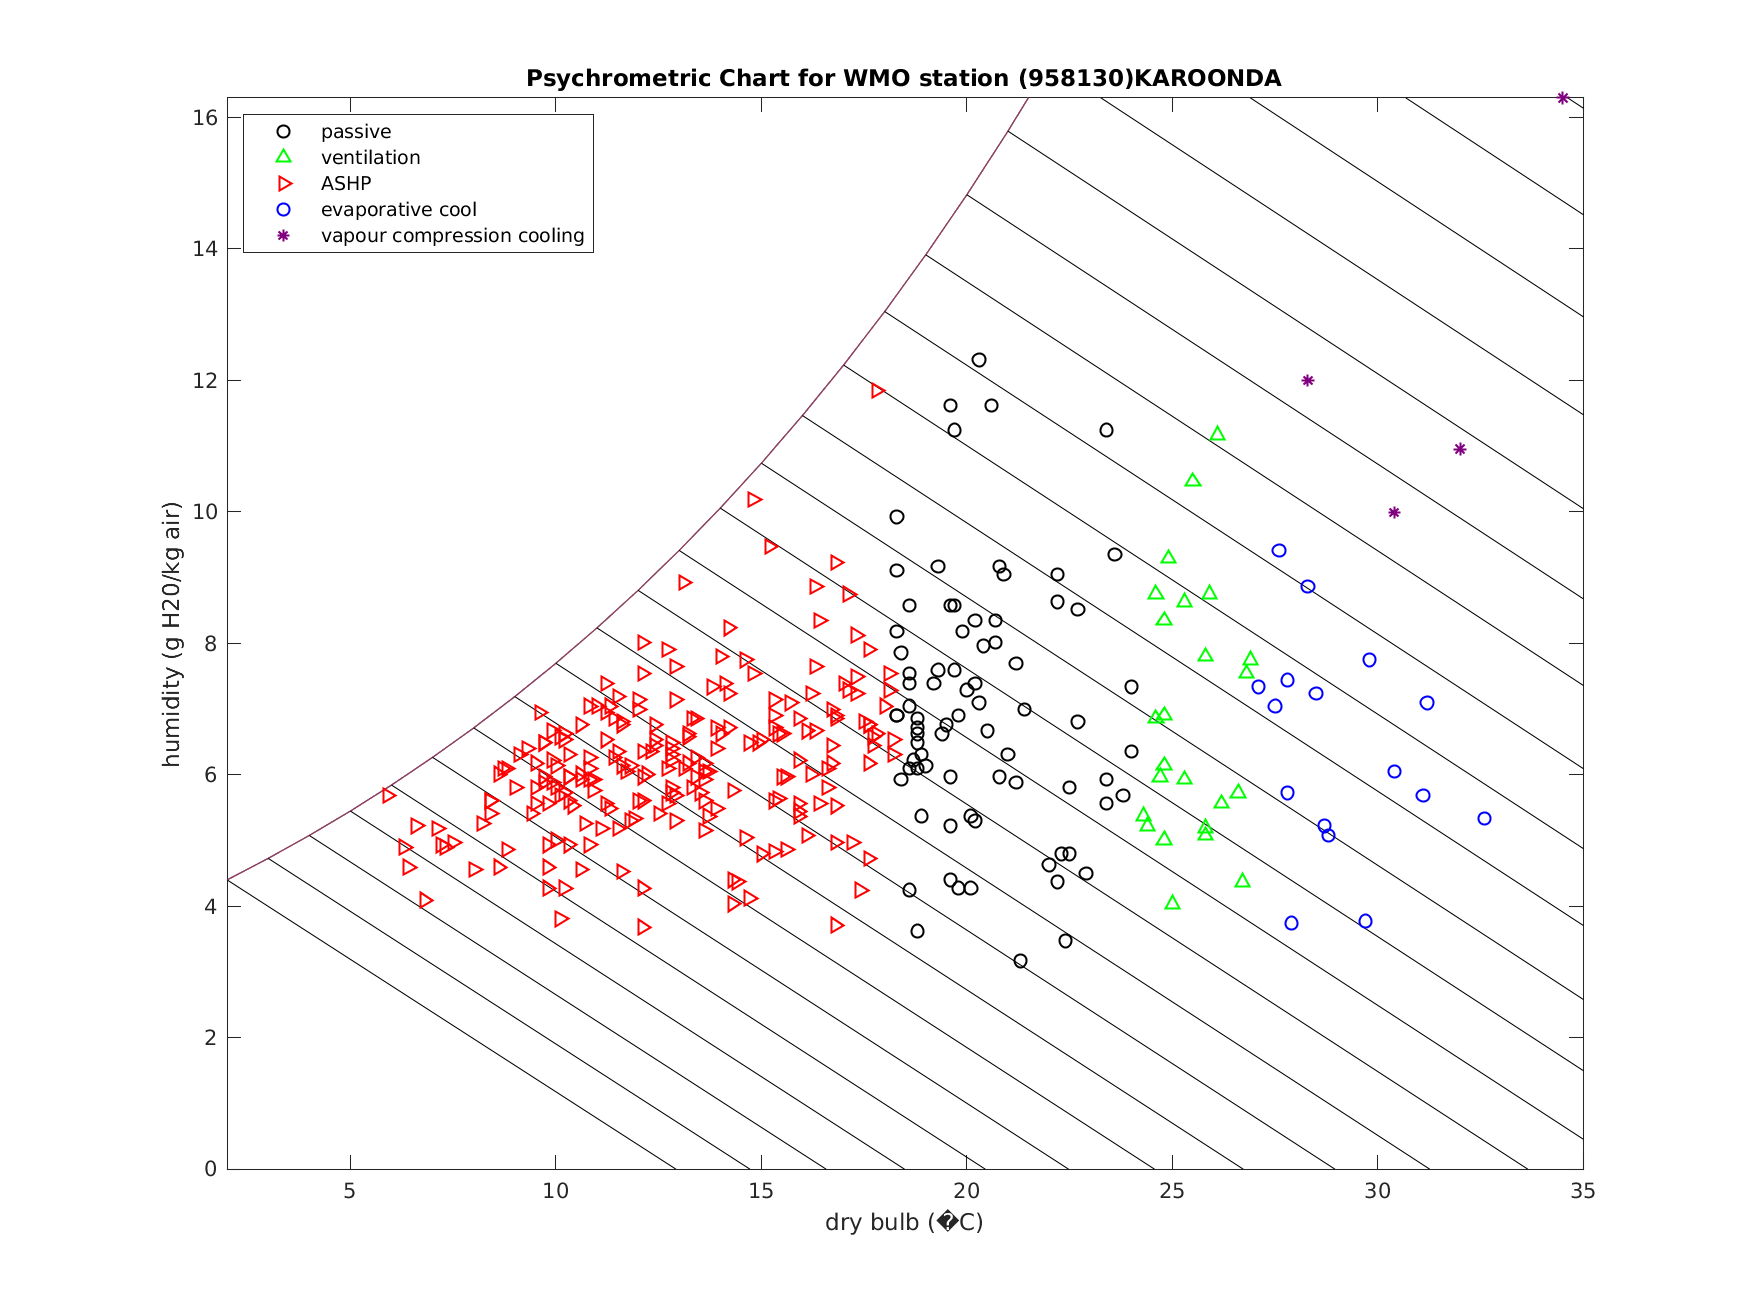 Psychrometric Chart for WMO station (958130)KAROONDA
passive
ventilation
ASHP
evaporative cool
vapour compression cooling
humidity (g H20/kg air)
16
14
12
10
8
6
4
2
0
5 10 15 20 25 30 35
dry bulb (�C)